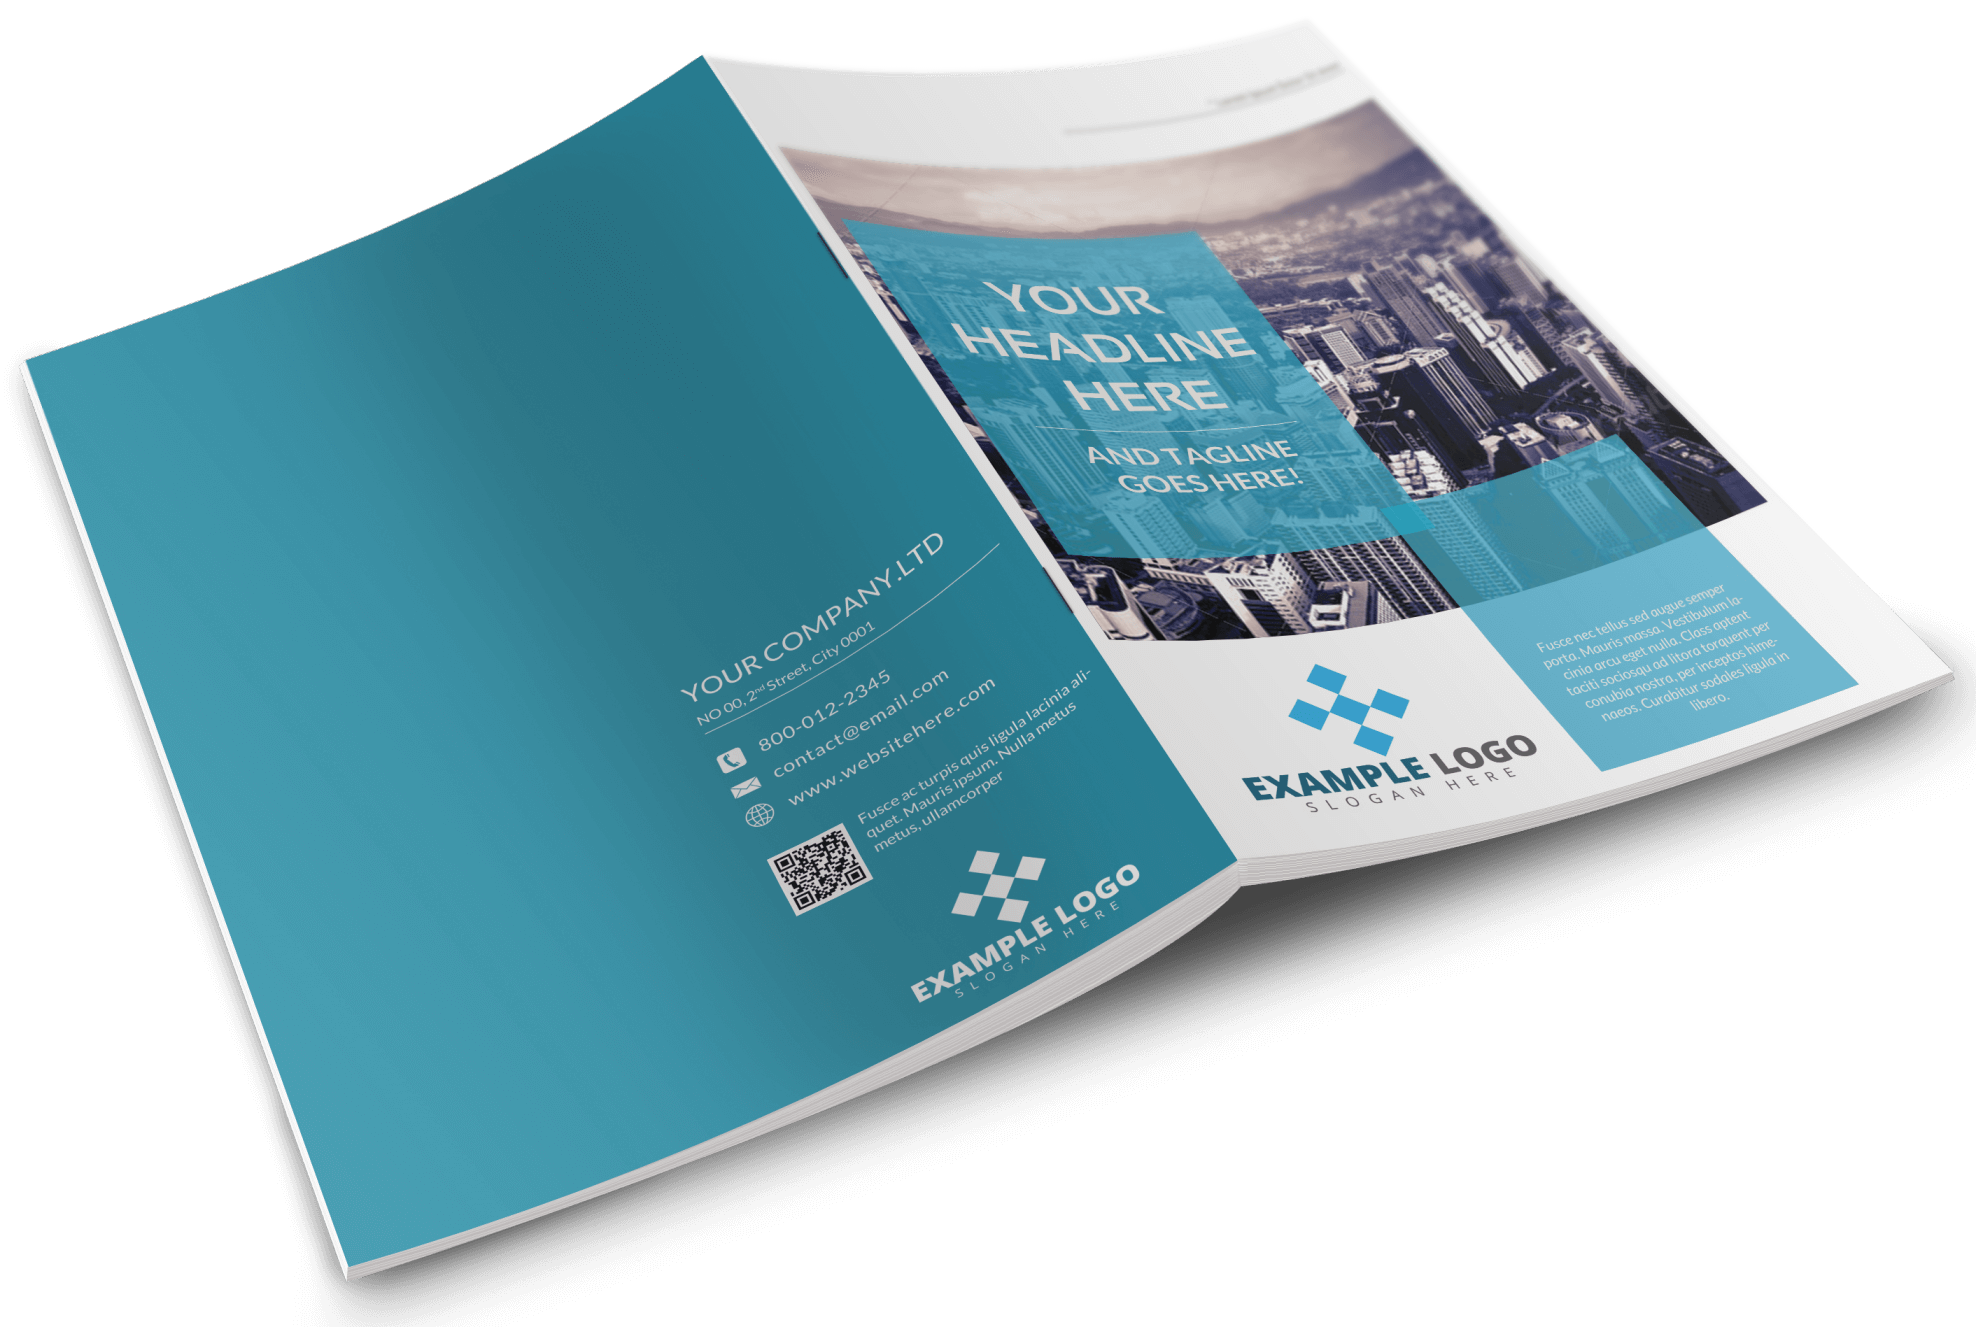 YOUR
HEADLINE
HERE
AND TAGLINE
GOES HERE!
Fusce nec tellus sed augue semper
porta. Mauris massa. Vestibulum la-
cinia arcu eget nulla. Class aptent
taciti sociosqu ad litora torquent per
conubia nostra, per inceptos hime-
naeos. Curabitur sodales ligula in
libero.
EXAMPLE LOGO
SLOGAN HERE
YOUR COMPANY.LTD
NO 00, 2nd Street, City 0001
800-012-2345
contact@email.com
www.websitehere.com
Fusce ac turpis quis ligula lacinia ali-
quet. Mauris ipsum. Nulla metus
metus, ullamcorper
EXAMPLE LOGO
SLOGAN HERE